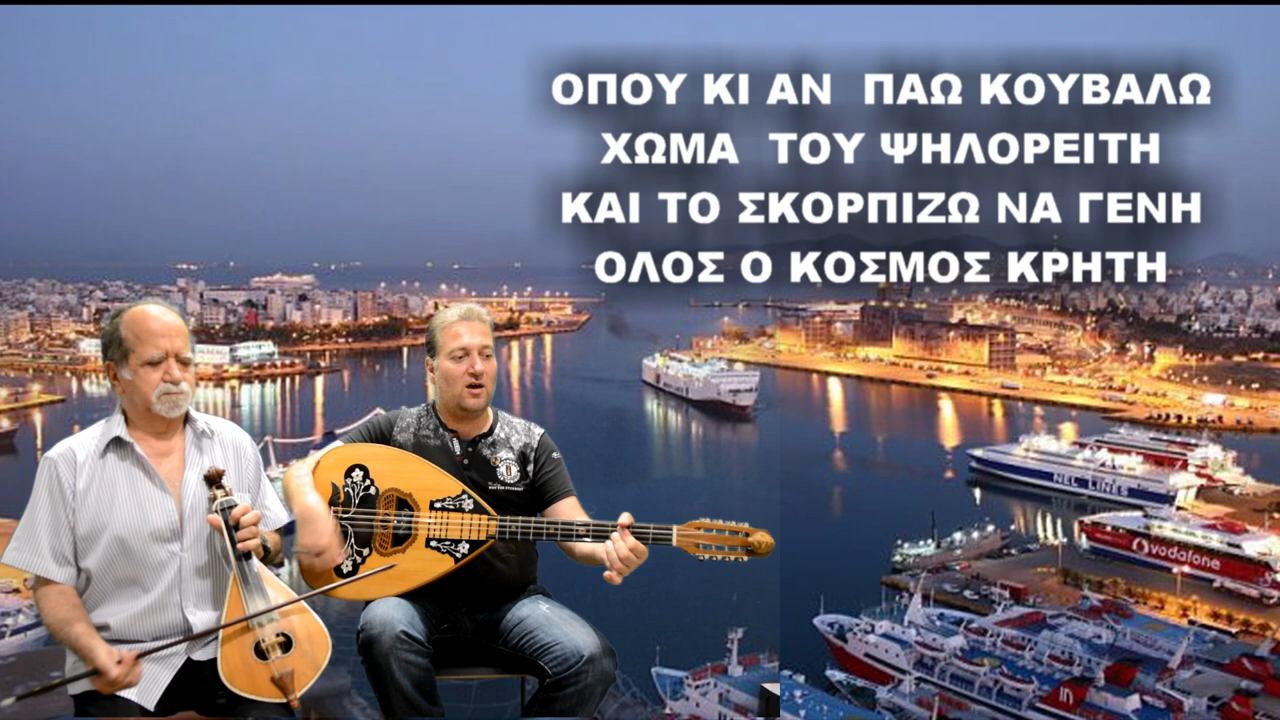 ΟΠΟΥ ΚΙ ΑΝ ΠΑΩ ΚΟΥΒΑΛΩ
ΧΩΜΑ ΤΟΥ ΨΗΛΟΡΕΙΤΗ
ΚΑΙ ΤΟ ΣΚΟΡΠΙΖΩ ΝΑ ΓΕΝΗ
ΟΛΟΣ Ο ΚΟΣΜΟΣ ΚΡΗΤΗ
NEL LINES
vodafone